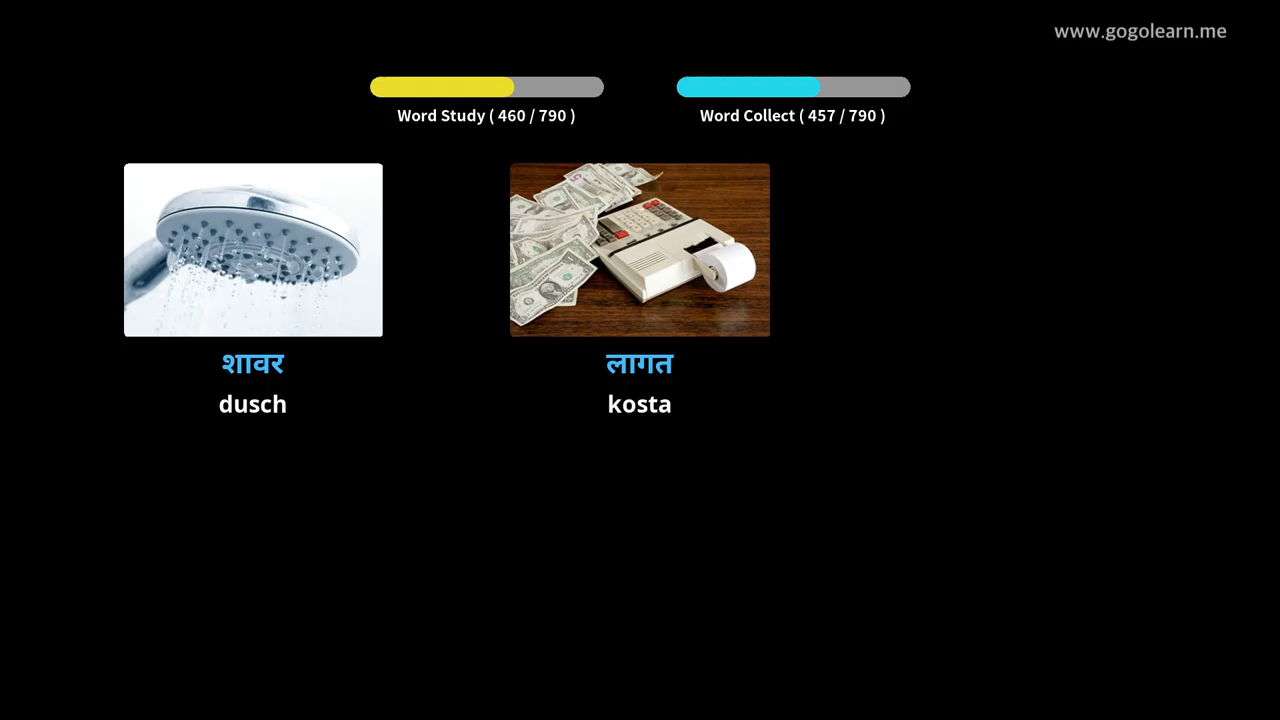 www.gogolearn.me
Word Study ( 460 / 790 )
Word Collect ( 457 / 790 )
शावर
dusch
लागत
kosta